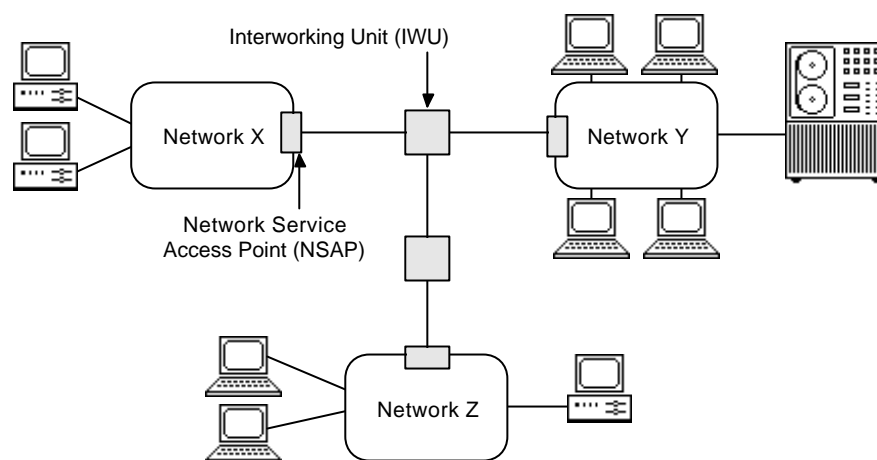 Interworking Unit (IWU)
Network X
Network Y
Network Service
Access Point (NSAP)
Network Z